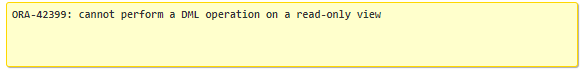 ORA-42399: cannot perform a DML operation on a read-only view